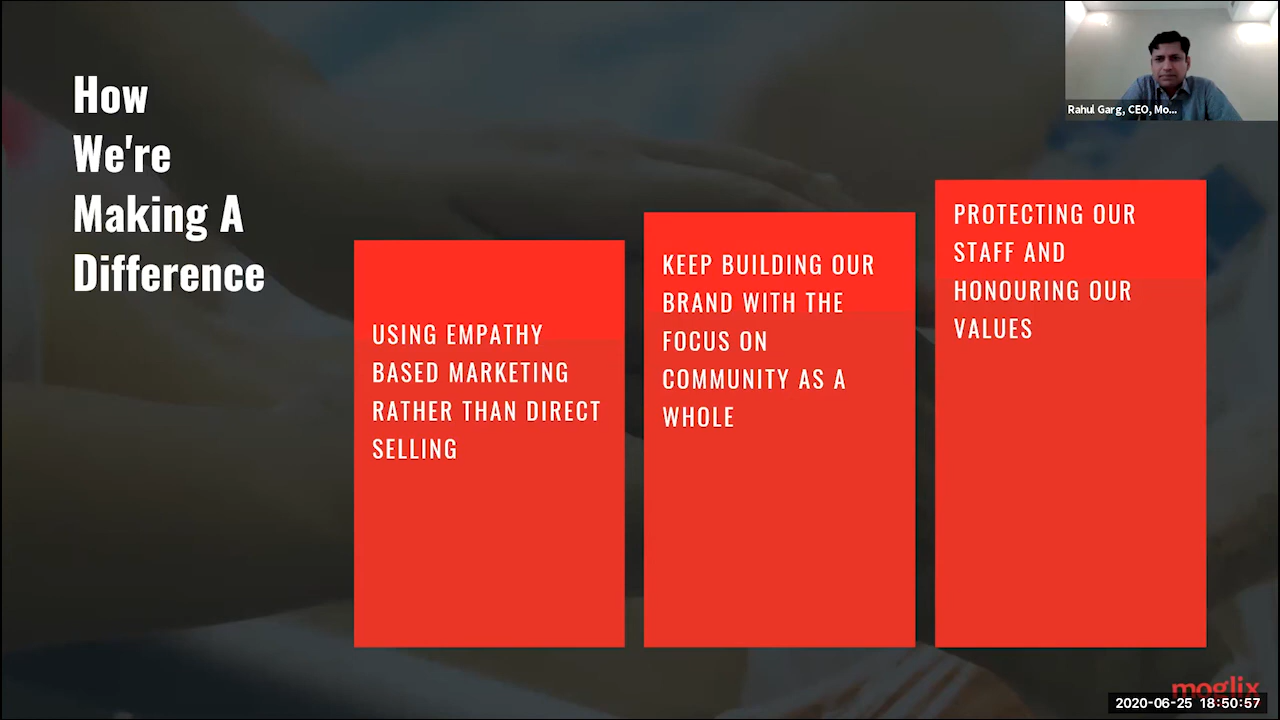 How
We're
Making A
Difference
USING EMPATHY
BASED MARKETING
RATHER THAN DIRECT
SELLING
KEEP BUILDING OUR
BRAND WITH THE
FOCUS ON
COMMUNITY AS A
WHOLE
PROTECTING OUR
STAFF AND
HONOURING OUR
VALUES
Rahul Garg, CEO, Mo...
moglix
2020-06-25 18:50:57